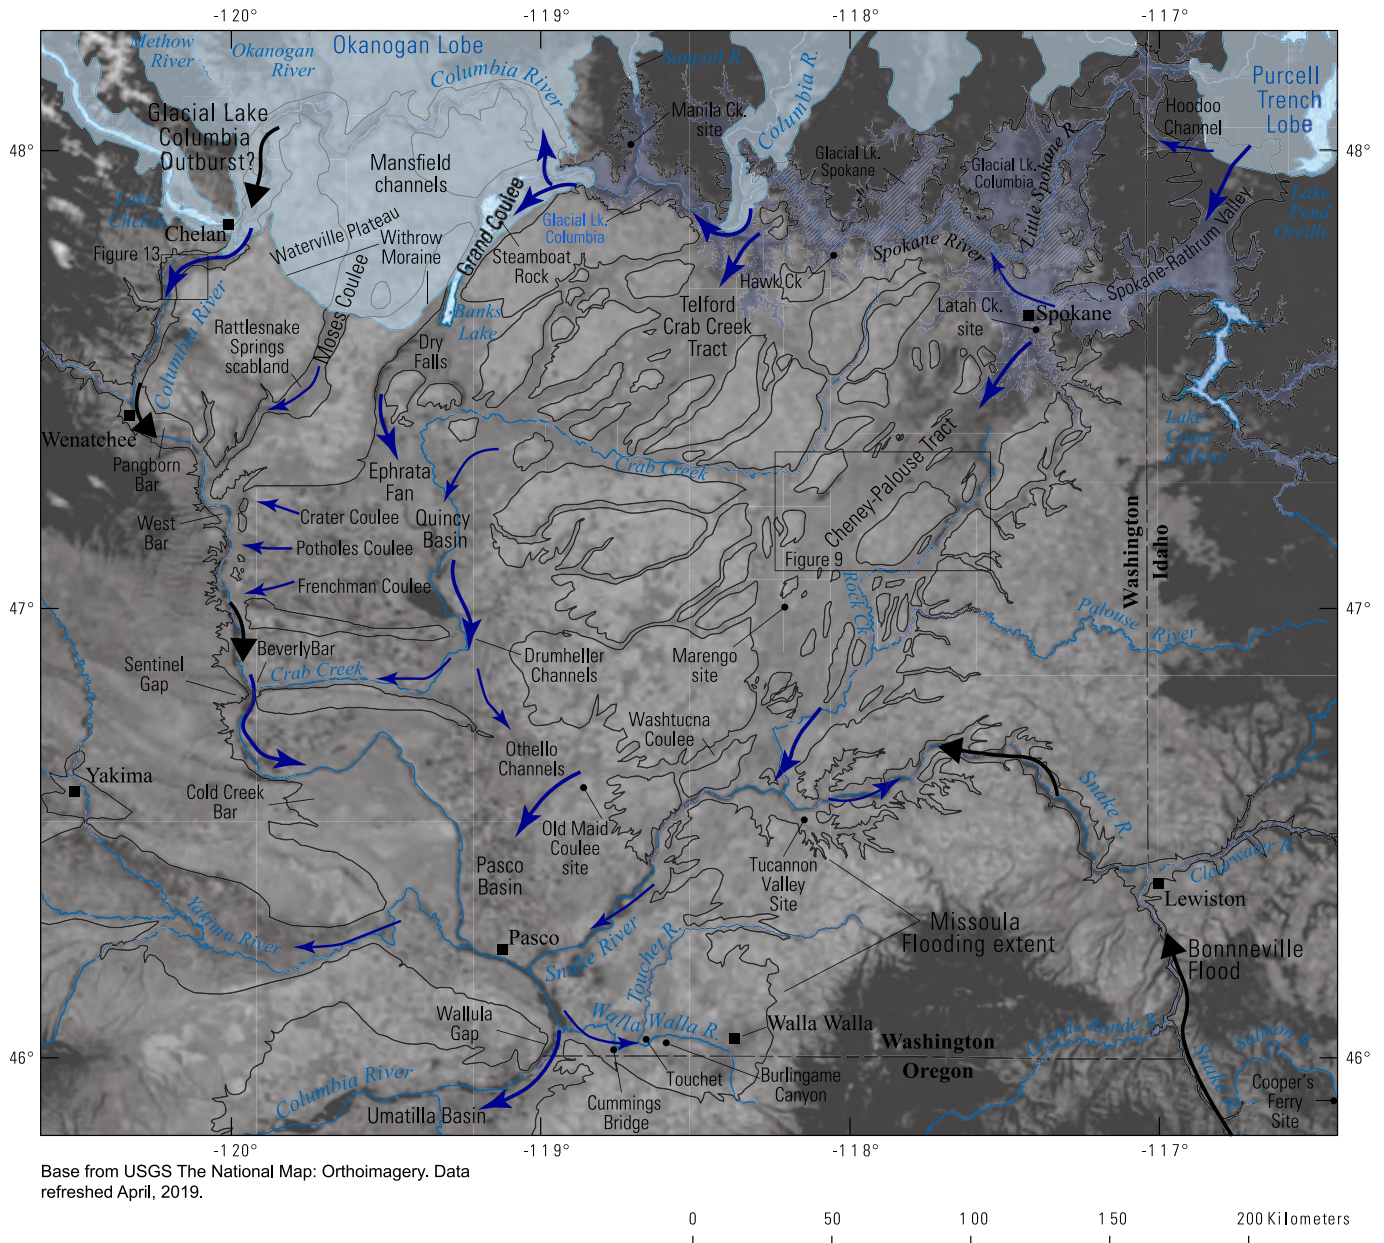 -120°
-119°
-118°
-117°
Methow
River
Okanogan
River
Okanogan Lobe
Columbia River
Sanpoil R.
Columbia R.
Purcell
Trench
Lobe
Hoodoo
Channel
Glacial Lake
Columbia
Outburst?
Manila Ck.
site
Mansfield
channels
Glacial Lk.
Spokane
Glacial Lk.
Columbia
Little Spokane R.
48°
48°
Lake
Chelan
Chelan
Waterville Plateau
Withrow
Moraine
Grand Coulee
Steamboat
Rock
Glacial Lk.
Columbia
Spokane River
Spokane-Rathrum Valley
Lake
Pend
Oreille
Figure 13
Columbia River
Rattlesnake
Springs
scabland
Moses Coulee
Banks
Lake
Dry
Falls
Hawk Ck
Telford
Crab Creek
Tract
Latah Ck.
site
Spokane
Wenatchee
Pangborn
Bar
Ephrata
Fan
Crab Creek
Cheney-Palouse Tract
Lake
Coeur
d'Alene
West
Bar
Crater Coulee
Potholes Coulee
Frenchman Coulee
Quincy
Basin
Figure 9
Rock Ck
Washington
Idaho
47°
47°
Palouse River
Sentinel
Gap
BeverlyBar
Crab Creek
Drumheller
Channels
Marengo
site
Washtucna
Coulee
Othello
Channels
Yakima
Cold Creek
Bar
Old Maid
Coulee
site
Snake R.
Clearwater R.
Pasco
Basin
Tucannon
Valley
Site
Lewiston
Yakima River
Pasco
Snake River
Touchet R.
Missoula
Flooding extent
Bonnneville
Flood
Wallula
Gap
Walla Walla R.
Walla Walla
Washington
Oregon
Grande Ronde R.
Snake
Salmon R.
46°
46°
Columbia River
Umatilla Basin
Cummings
Bridge
Touchet
Burlingame
Canyon
Cooper's
Ferry
Site
-120°
-119°
-118°
-117°
Base from USGS The National Map: Orthoimagery. Data
refreshed April, 2019.
0 50 100 150 200 Kilometers